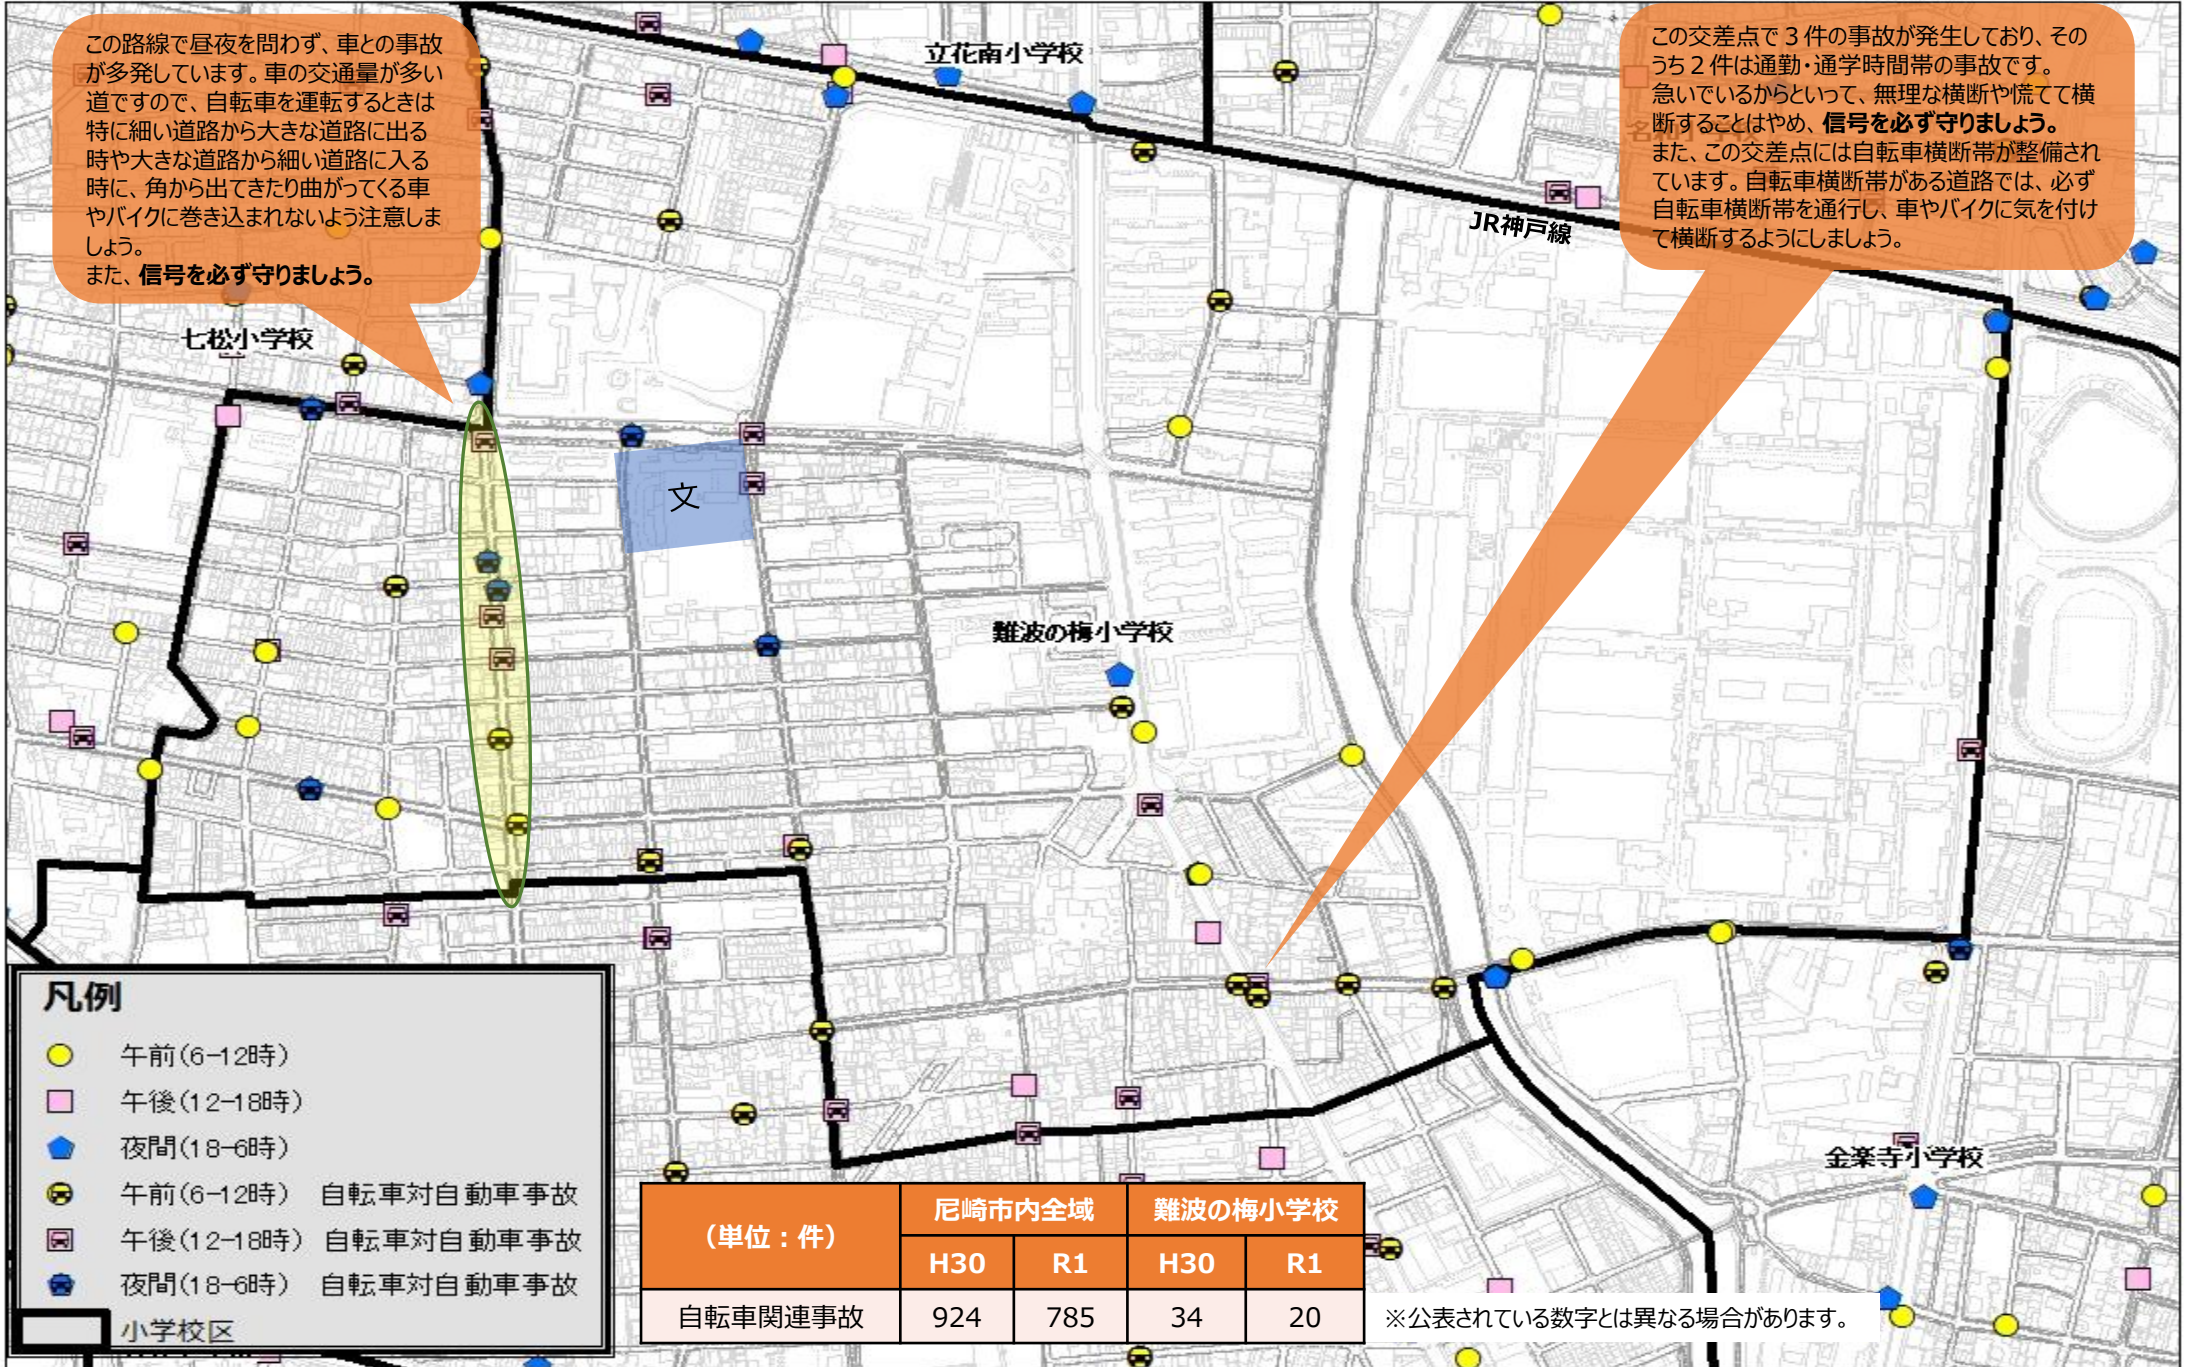 この路線で昼夜を問わず、車との事故
が多発しています。車の交通量が多い
道ですので、自転車を運転するときは
特に細い道路から大きな道路に出る
時や大きな道路から細い道路に入る
時に、角から出てきたり曲がってくる車
やバイクに巻き込まれないよう注意しま
しょう。
また、信号を必ず守りましょう。
立花南小学校
この交差点で3件の事故が発生しており、その
うち2件は通勤・通学時間帯の事故です。
急いでいるからといって、無理な横断や慌てて横
断することはやめ、信号を必ず守りましょう。
また、この交差点には自転車横断帯が整備され
ています。自転車横断帯がある道路では、必ず
自転車横断帯を通行し、車やバイクに気を付け
て横断するようにしましょう。
JR神戸線
七松小学校
文
難波の梅小学校
金楽寺小学校
凡例
午前(6-12時)
午後(12-18時)
夜間(18-6時)
午前(6-12時) 自転車対自動車事故
午後(12-18時) 自転車対自動車事故
夜間(18-6時) 自転車対自動車事故
小学校区
(単位:件) 尼崎市内全域 難波の梅小学校
H30 R1 H30 R1
自転車関連事故 924 785 34 20
※公表されている数字とは異なる場合があります。